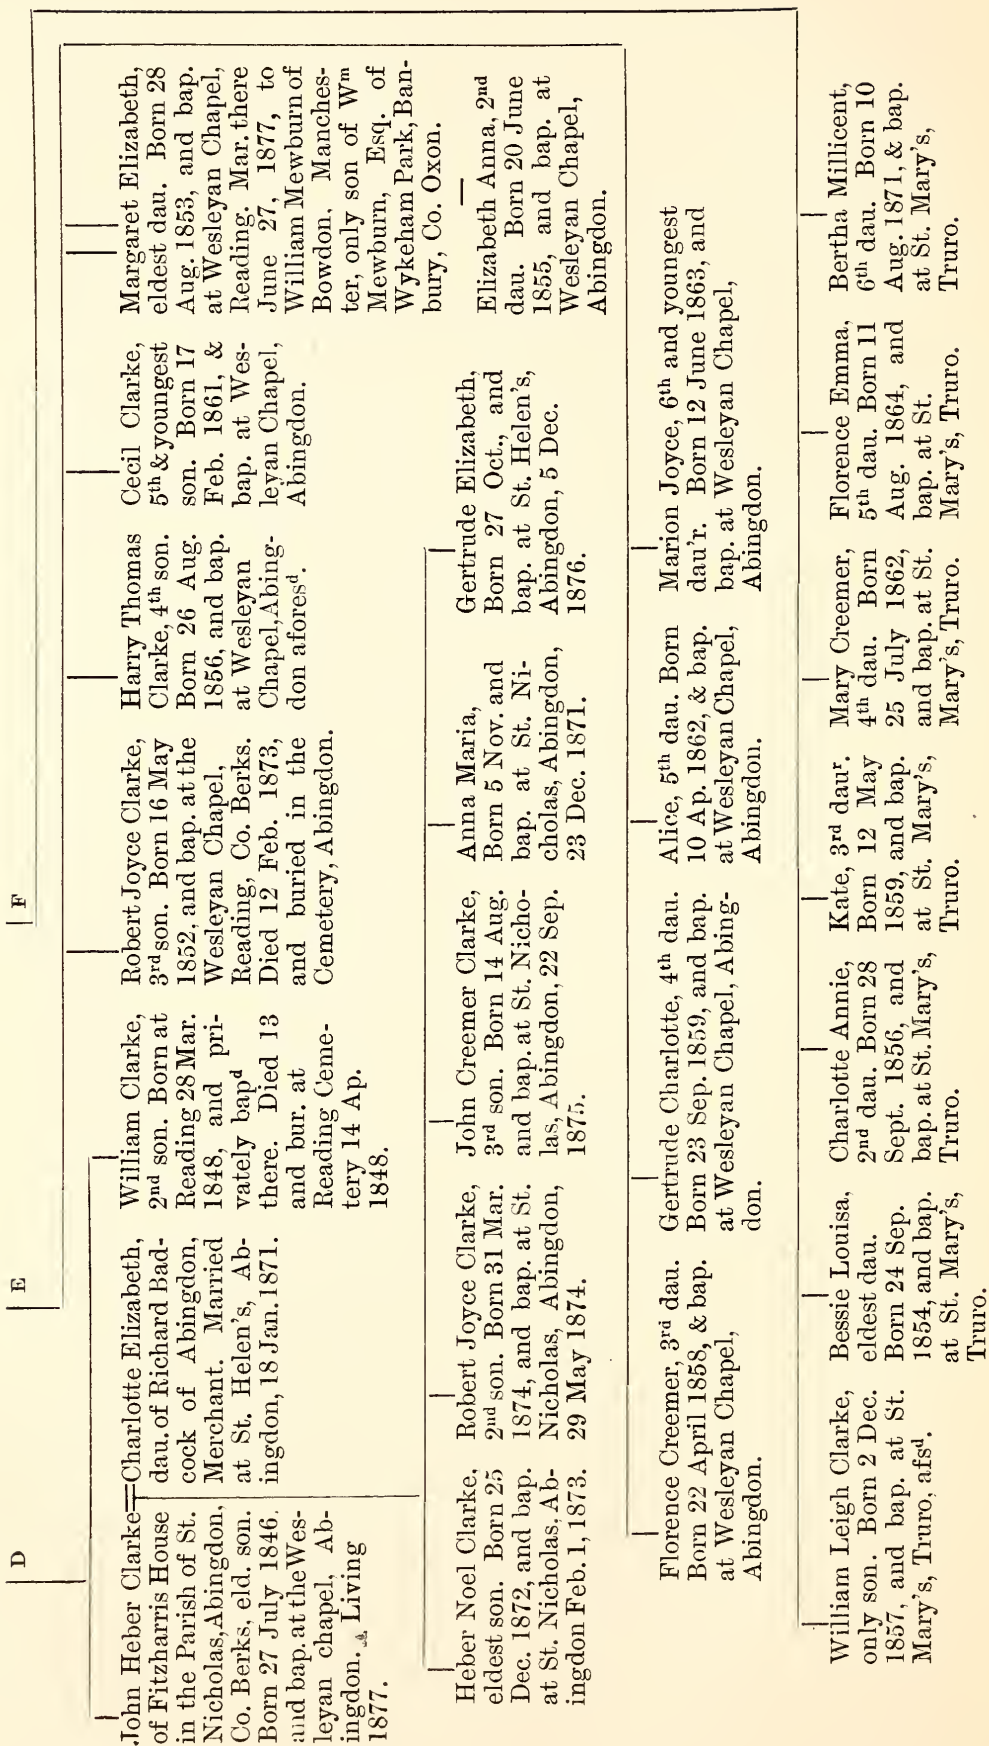 D
E
F
John Heber Clarke=Charlotte Elizabeth,
of Fitzharris House
in the Parish of St.
Nicholas, Abingdon,
Co. Berks, eld. son.
Born 27 July 1846.
and bap. at the Wes-
leyan chapel, Ab-
ingdon. Living
1877.
dau. of Richard Bad-
cock of Abingdon,
Merchant. Married
at St. Helen's, Ab-
ingdon, 18 Jan. 1871.
William Clarke,
2nd son. Born at
Reading 28 Mar.
1848, and pri-
vately bapd
there. Died 13
and bur. at
Reading Ceme-
tery 14 Ap.
1848.
Robert Joyce Clarke,
3rd son. Born 16 May
1852, and bap. at the
Wesleyan Chapel,
Reading, Co. Berks.
Died 12 Feb. 1873,
and buried in the
Cemetery, Abingdon.
Harry Thomas
Clarke, 4th son.
Born 26 Aug.
1856, and bap.
at Wesleyan
Chapel, Abing-
don aforesd.
Cecil Clarke,
5th & youngest
son. Born 17
Feb. 1861, &
bap. at Wes-
leyan Chapel,
Abingdon.
Margaret Elizabeth,
eldest dau. Born 28
Aug. 1853, and bap.
at Wesleyan Chapel,
Reading. Mar. there
June 27, 1877, to
William Mewburn of
Bowdon, Manches-
ter, only son of Wm
Mewburn, Esq. of
Wykeham Park, Ban-
bury, Co. Oxon.
Elizabeth Anna, 2nd
dau. Born 20 June
1855, and bap. at
Wesleyan Chapel,
Abingdon.
Heber Noel Clarke,
eldest son. Born 25
Dec. 1872, and bap.
at St. Nicholas, Ab-
ingdon Feb. 1, 1873.
Robert Joyce Clarke,
2nd son. Born 31 Mar.
1874, and bap. at St.
Nicholas, Abingdon,
29 May 1874.
John Creemer Clarke,
3rd son. Born 14 Aug.
and bap. at St. Nicho-
las, Abingdon, 22 Sep.
1875.
Anna Maria,
Born 5 Nov. and
bap. at St. Ni-
cholas, Abingdon,
23 Dec. 1871.
Gertrude Elizabeth,
Born 27 Oct., and
bap. at St. Helen's,
Abingdon, 5 Dec.
1876.
Florence Creemer, 3rd dau.
Born 22 April 1858, & bap.
at Wesleyan Chapel,
Abingdon.
Gertrude Charlotte, 4th dau.
Born 23 Sep. 1859, and bap.
at Wesleyan Chapel, Abing-
don.
Alice, 5th dau. Born
10 Ap. 1862, & bap.
at Wesleyan Chapel,
Abingdon.
Marion Joyce, 6th and youngest
dau'r. Born 12 June 1863, and
bap. at Wesleyan Chapel,
Abingdon.
William Leigh Clarke,
only son. Born 2 Dec.
1857, and bap. at St.
Mary's, Truro, afsd.
Bessie Louisa,
eldest dau.
Born 24 Sep.
1854, and bap.
at St. Mary's,
Truro.
Charlotte Annie,
2nd dau. Born 28
Sept. 1856, and
bap. at St. Mary's,
Truro.
Kate, 3rd daur.
Born 12 May
1859, and bap.
at St. Mary's,
Truro.
Mary Creemer,
4th dau. Born
25 July 1862,
and bap. at St.
Mary's, Truro.
Florence Emma,
5th dau. Born 11
Aug. 1864, and
bap. at St.
Mary's, Truro.
Bertha Millicent,
6th dau. Born 10
Aug. 1871, & bap.
at St. Mary's,
Truro.